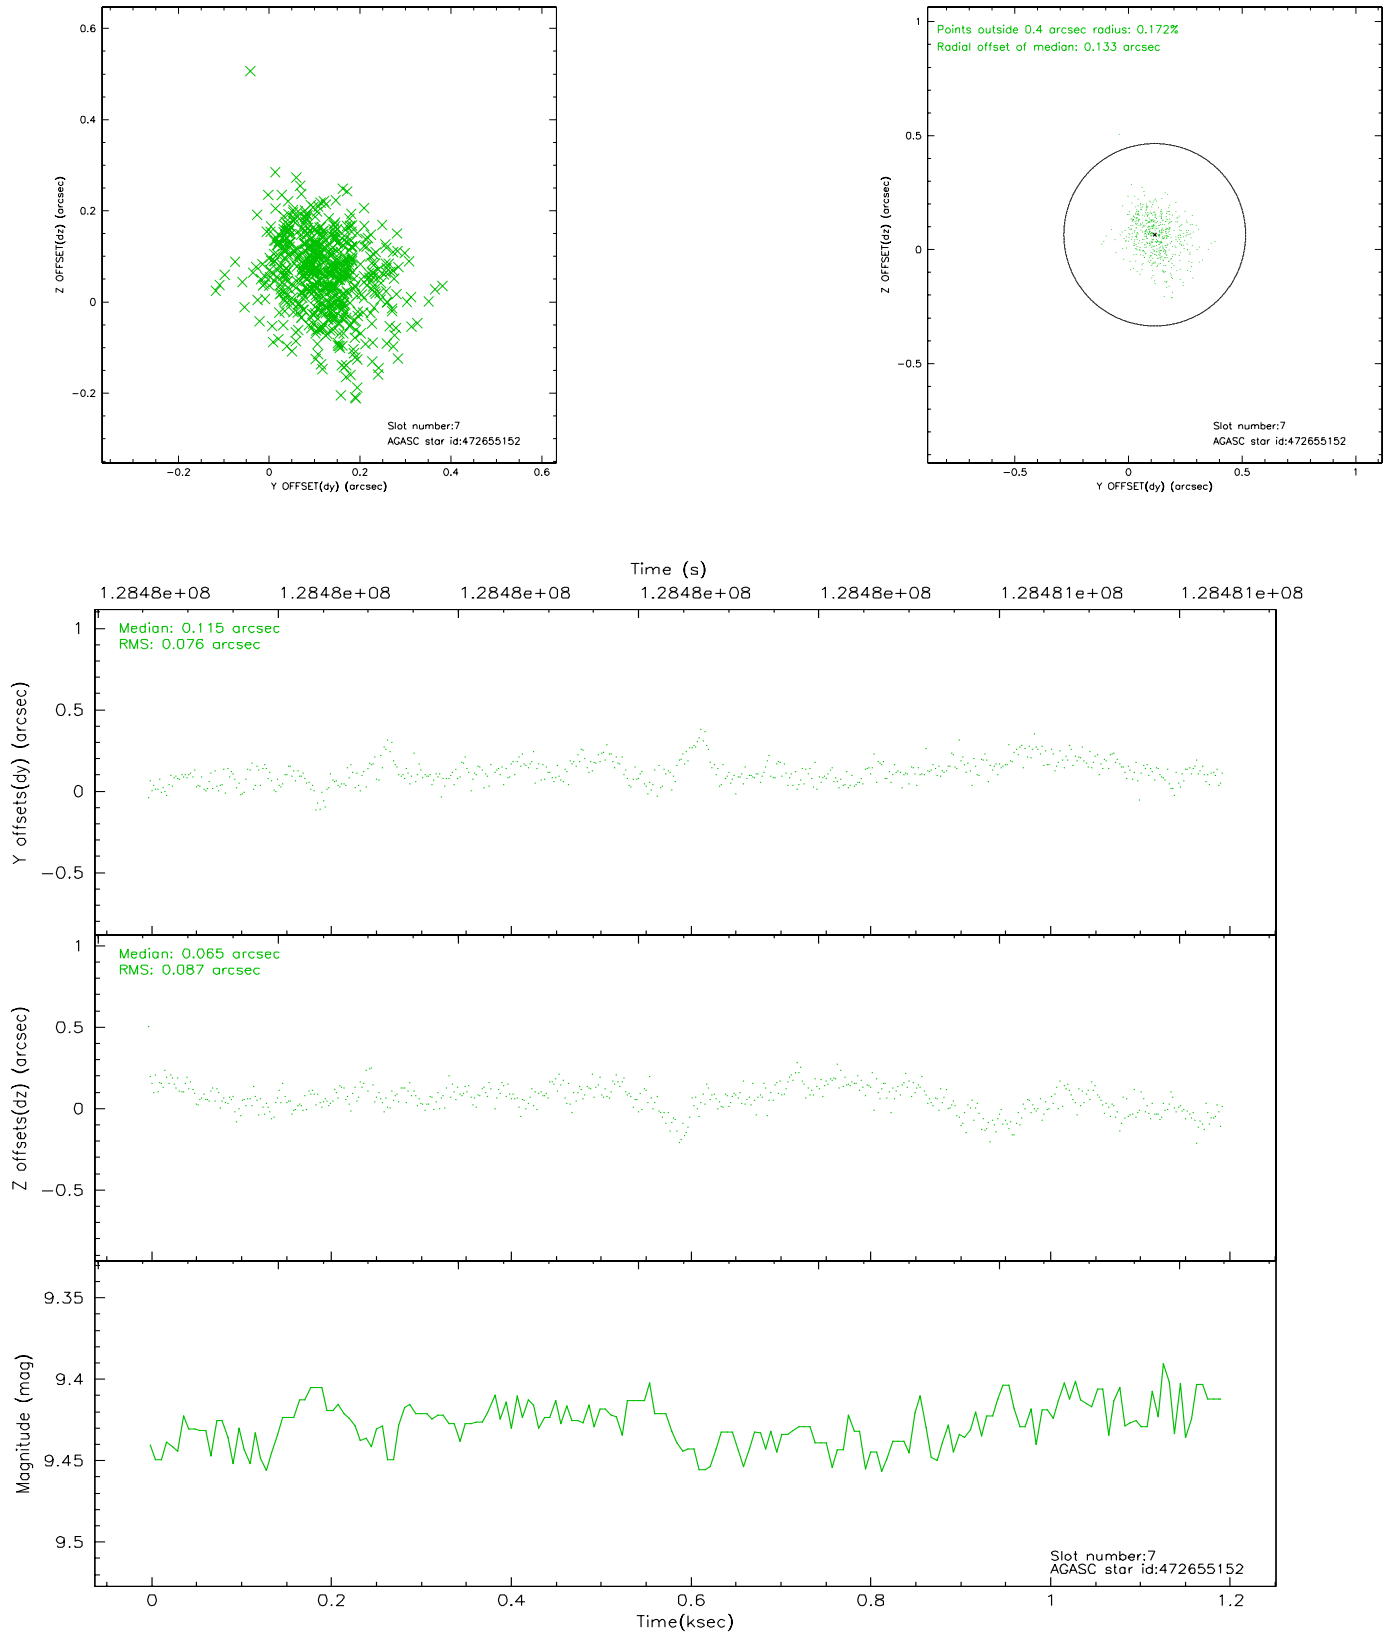 0.6
0.4
0.2
0
−0.2
Z OFFSET(dz) (arcsec)
Slot number:7
AGASC star id:472655152
−0.2 0 0.2 0.4 0.6
Y OFFSET(dy) (arcsec)
Points outside 0.4 arcsec radius: 0.172%
Radial offset of median: 0.133 arcsec
1
0.5
0
−0.5
Z OFFSET(dz) (arcsec)
Slot number:7
AGASC star id:472655152
−0.5 0 0.5 1
Y OFFSET(dy) (arcsec)
Time (s)
1.2848e+08 1.2848e+08 1.2848e+08 1.2848e+08 1.2848e+08 1.28481e+08 1.28481e+08
Median: 0.115 arcsec
RMS: 0.076 arcsec
1
0.5
0
−0.5
Y offsets(dy) (arcsec)
Median: 0.065 arcsec
RMS: 0.087 arcsec
1
0.5
0
−0.5
Z offsets(dz) (arcsec)
9.35
9.4
9.45
9.5
Magnitude (mag)
Slot number:7
AGASC star id:472655152
0 0.2 0.4 0.6 0.8 1 1.2
Time(ksec)